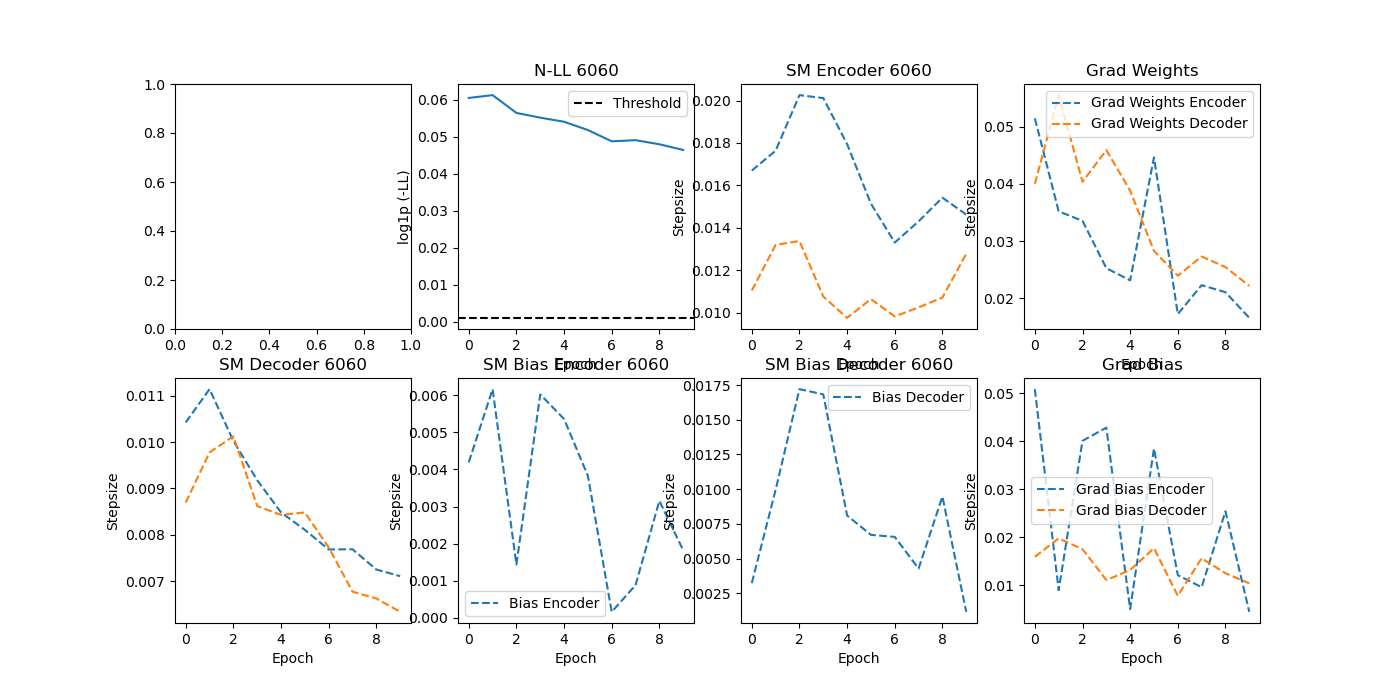 N-LL 6060
SM Encoder 6060
Grad Weights
1.0
0.8
0.6
0.4
0.2
0.0
0.0 0.2 0.4 0.6 0.8 1.0
log1p (-LL)
0.06
0.05
0.04
0.03
0.02
0.01
0.00
Threshold
0 2 4 6 8
Epoch
Stepsize
0.020
0.018
0.016
0.014
0.012
0.010
0 2 4 6 8
Epoch
Stepsize
0.05
0.04
0.03
0.02
Grad Weights Encoder
Grad Weights Decoder
0 2 4 6 8
Epoch
SM Decoder 6060
SM Bias Encoder 6060
SM Bias Decoder 6060
Grad Bias
Stepsize
0.011
0.010
0.009
0.008
0.007
0 2 4 6 8
Epoch
Stepsize
0.006
0.005
0.004
0.003
0.002
0.001
0.000
Bias Encoder
0 2 4 6 8
Epoch
Stepsize
0.0175
0.0150
0.0125
0.0100
0.0075
0.0050
0.0025
Bias Decoder
0 2 4 6 8
Epoch
Stepsize
0.05
0.04
0.03
0.02
0.01
Grad Bias Encoder
Grad Bias Decoder
0 2 4 6 8
Epoch